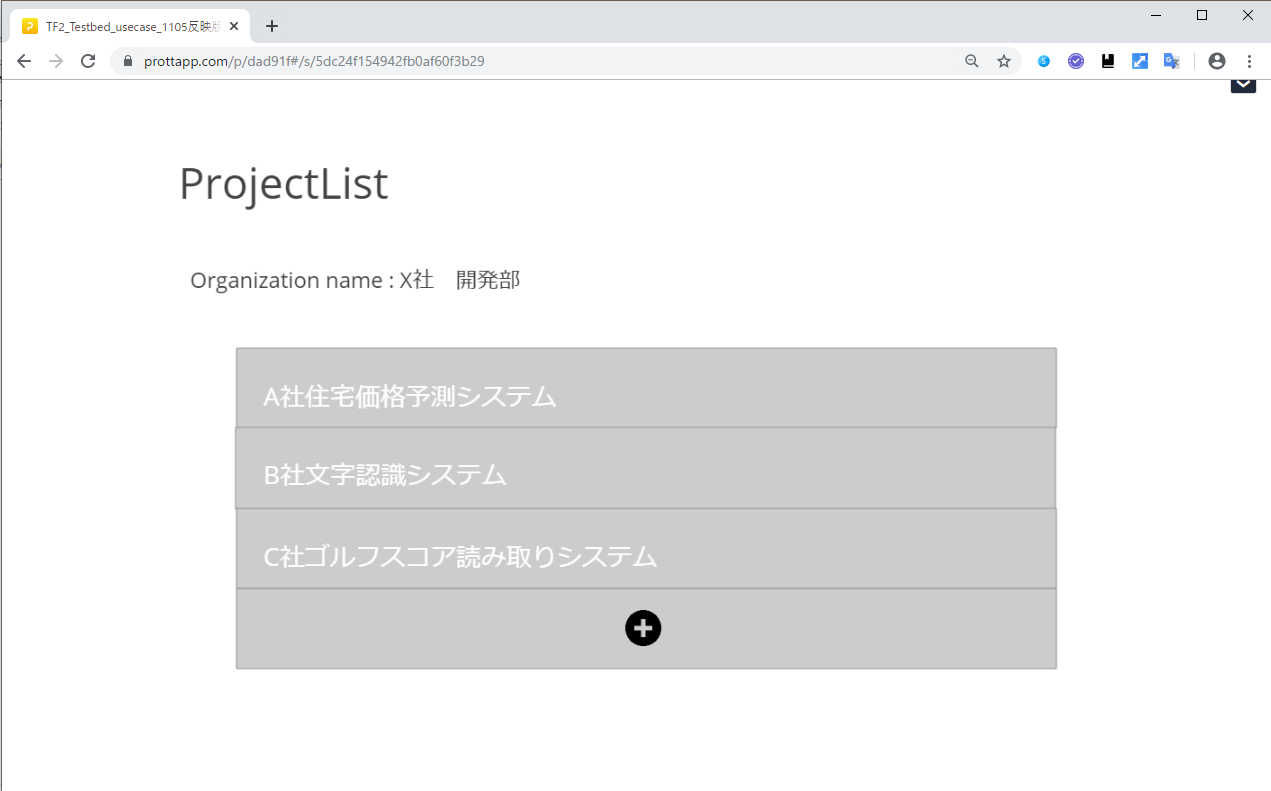 TF2_Testbed_usecase_1105反映版
prottapp.com/p/dad91f#/s/5dc24f154942fb0af60f3b29
ProjectList
Organization name : X社　開発部
A社住宅価格予測システム
B社文字認識システム
C社ゴルフスコア読み取りシステム